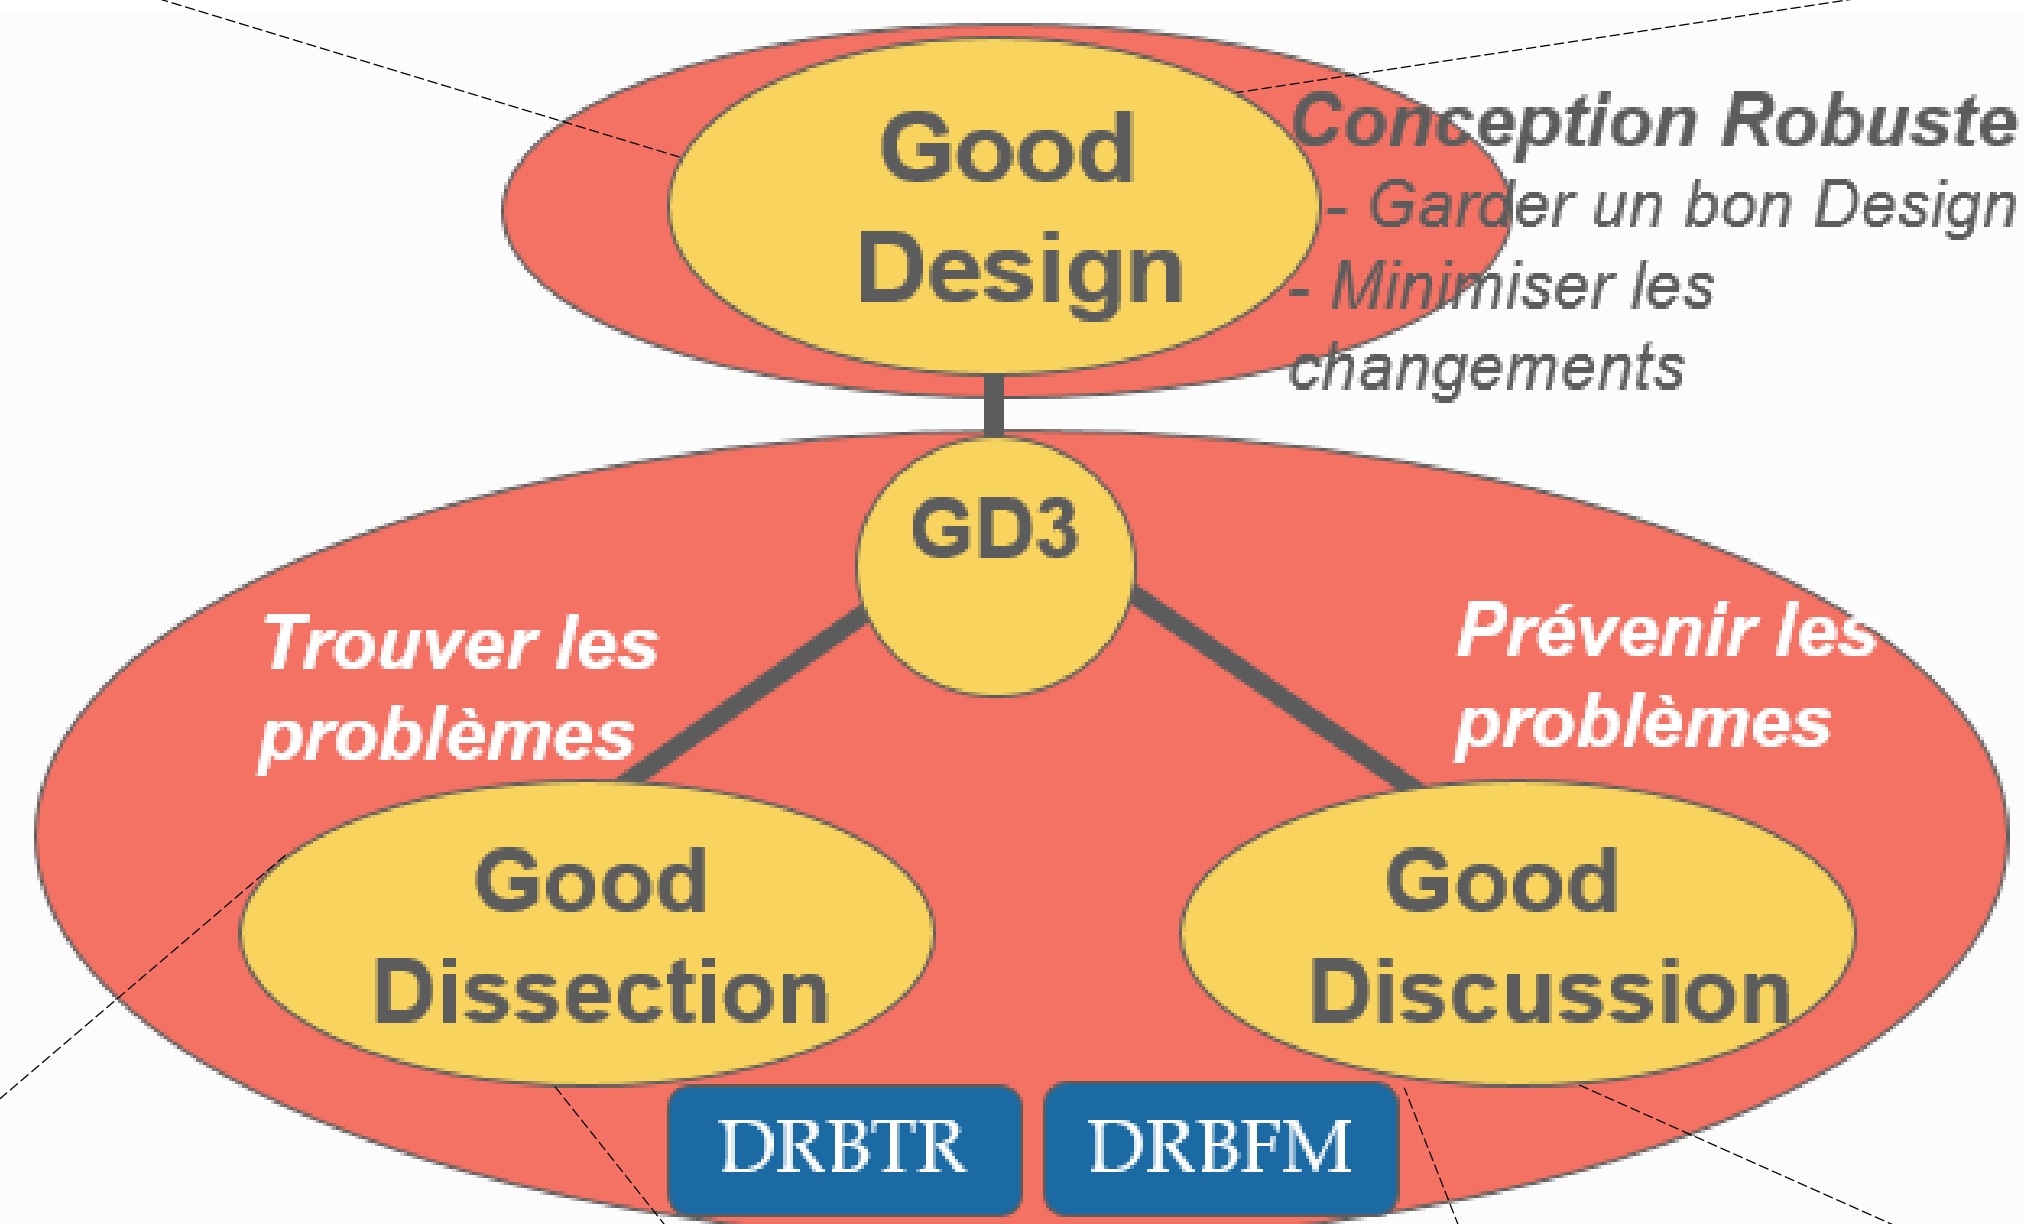 Good
Design
Conception Robuste
- Garder un bon Design
- Minimiser les
changements
GD3
Trouver les
problèmes
Prévenir les
problèmes
Good
Dissection
Good
Discussion
DRBTR
DRBFM